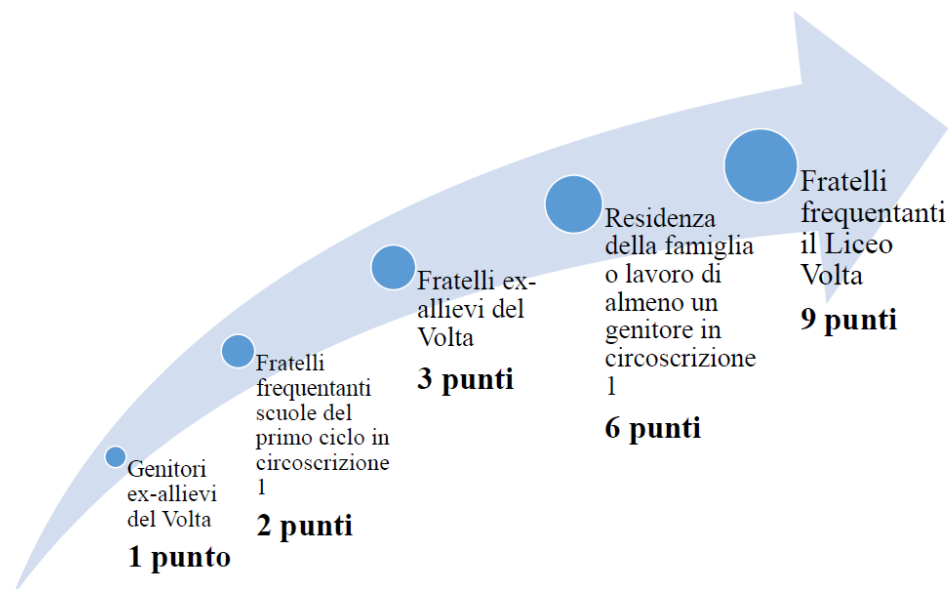 Genitori
ex-allievi
del Volta
1 punto
Fratelli
frequentanti
scuole del
primo ciclo in
circoscrizione
1
2 punti
Fratelli ex-
allievi del
Volta
3 punti
Residenza
della famiglia
o lavoro di
almeno un
genitore in
circoscrizione
1
6 punti
Fratelli
frequentanti
il Liceo
Volta
9 punti